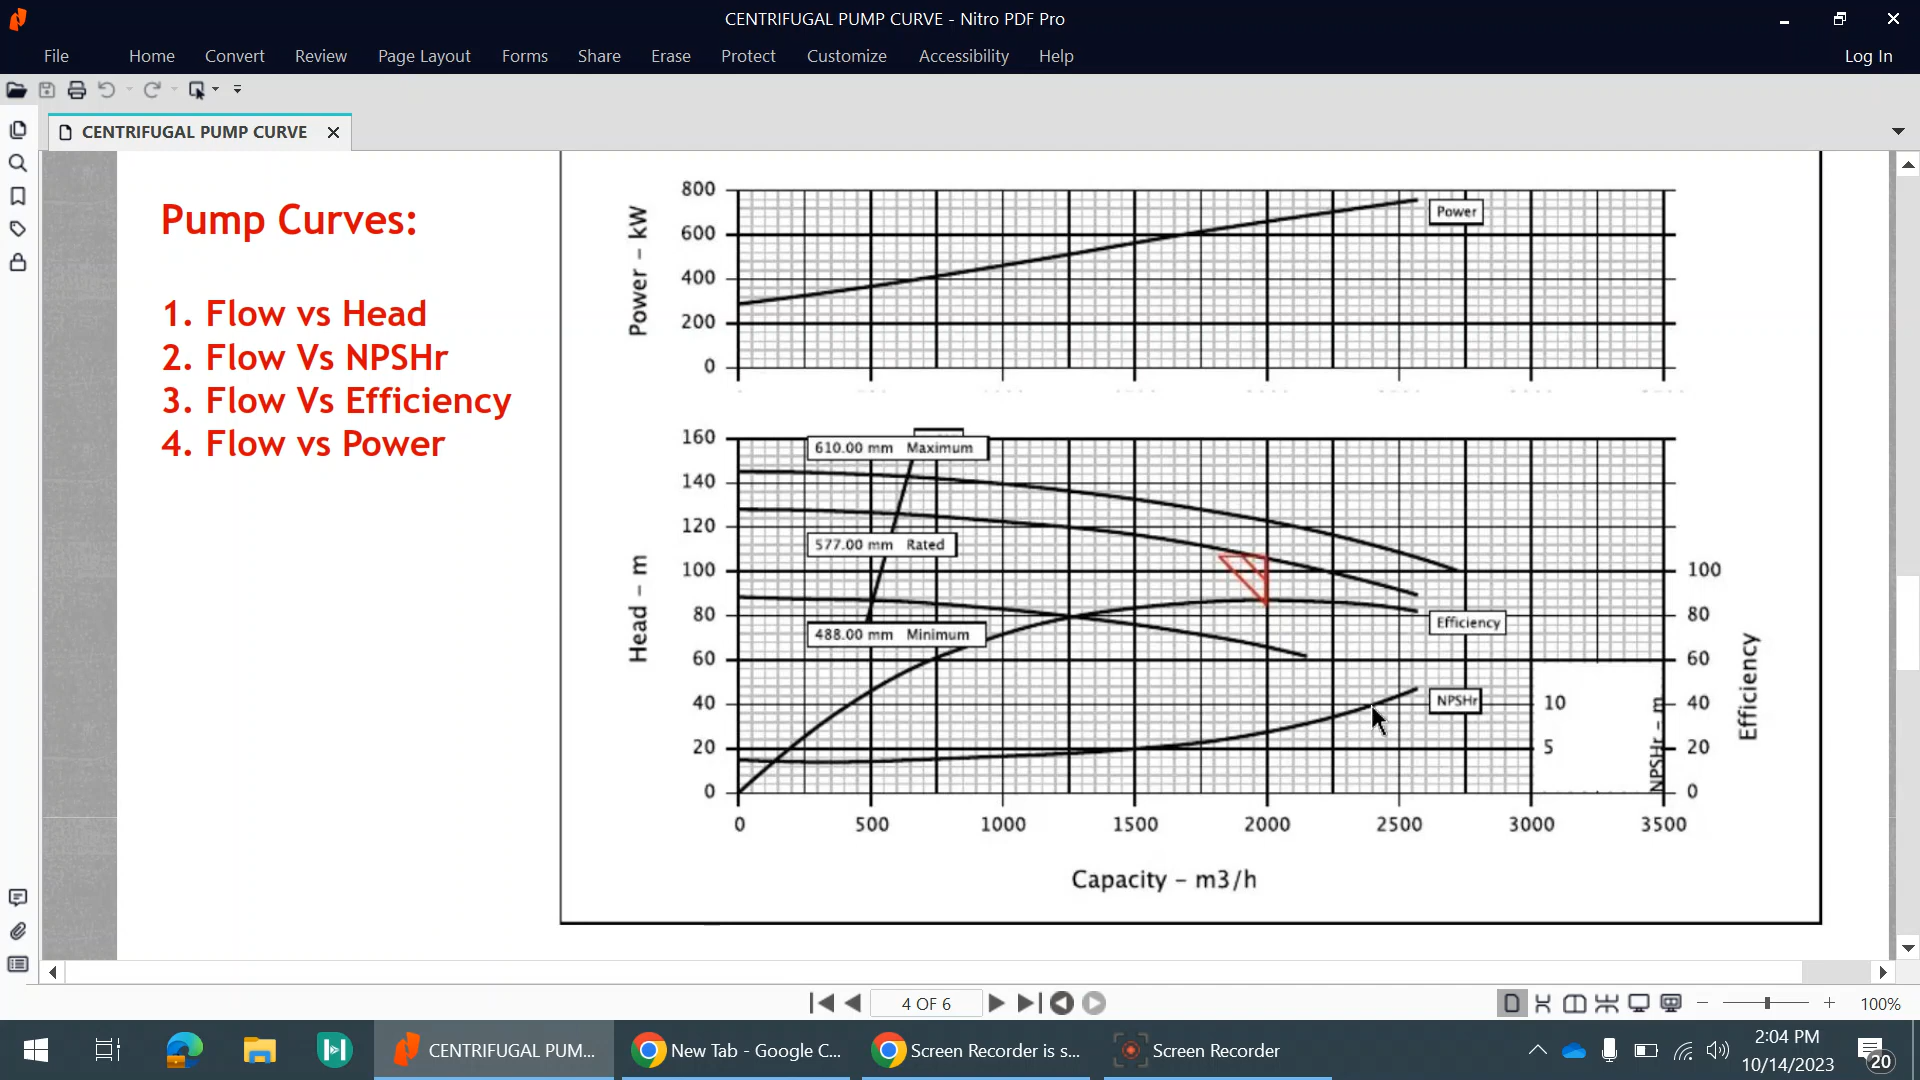 CENTRIFUGAL PUMP CURVE - Nitro PDF Pro
File Home Convert Review Page Layout Forms Share Erase Protect Customize Accessibility Help Log In
CENTRIFUGAL PUMP CURVE
Pump Curves:
1. Flow vs Head
2. Flow Vs NPSHr
3. Flow Vs Efficiency
4. Flow vs Power
Power - kW
800
600
400
200
0
Power
Head - m
160
140
120
100
80
60
40
20
0
610.00 mm Maximum
577.00 mm Rated
488.00 mm Minimum
Efficiency
NPSHr
10
5
NPSHr - m
100
80
60
40
20
0
Efficiency
0 500 1000 1500 2000 2500 3000 3500
Capacity - m3/h
4 OF 6
100%
CENTRIFUGAL PUM...
New Tab - Google C...
Screen Recorder is s...
Screen Recorder
2:04 PM
10/14/2023
20